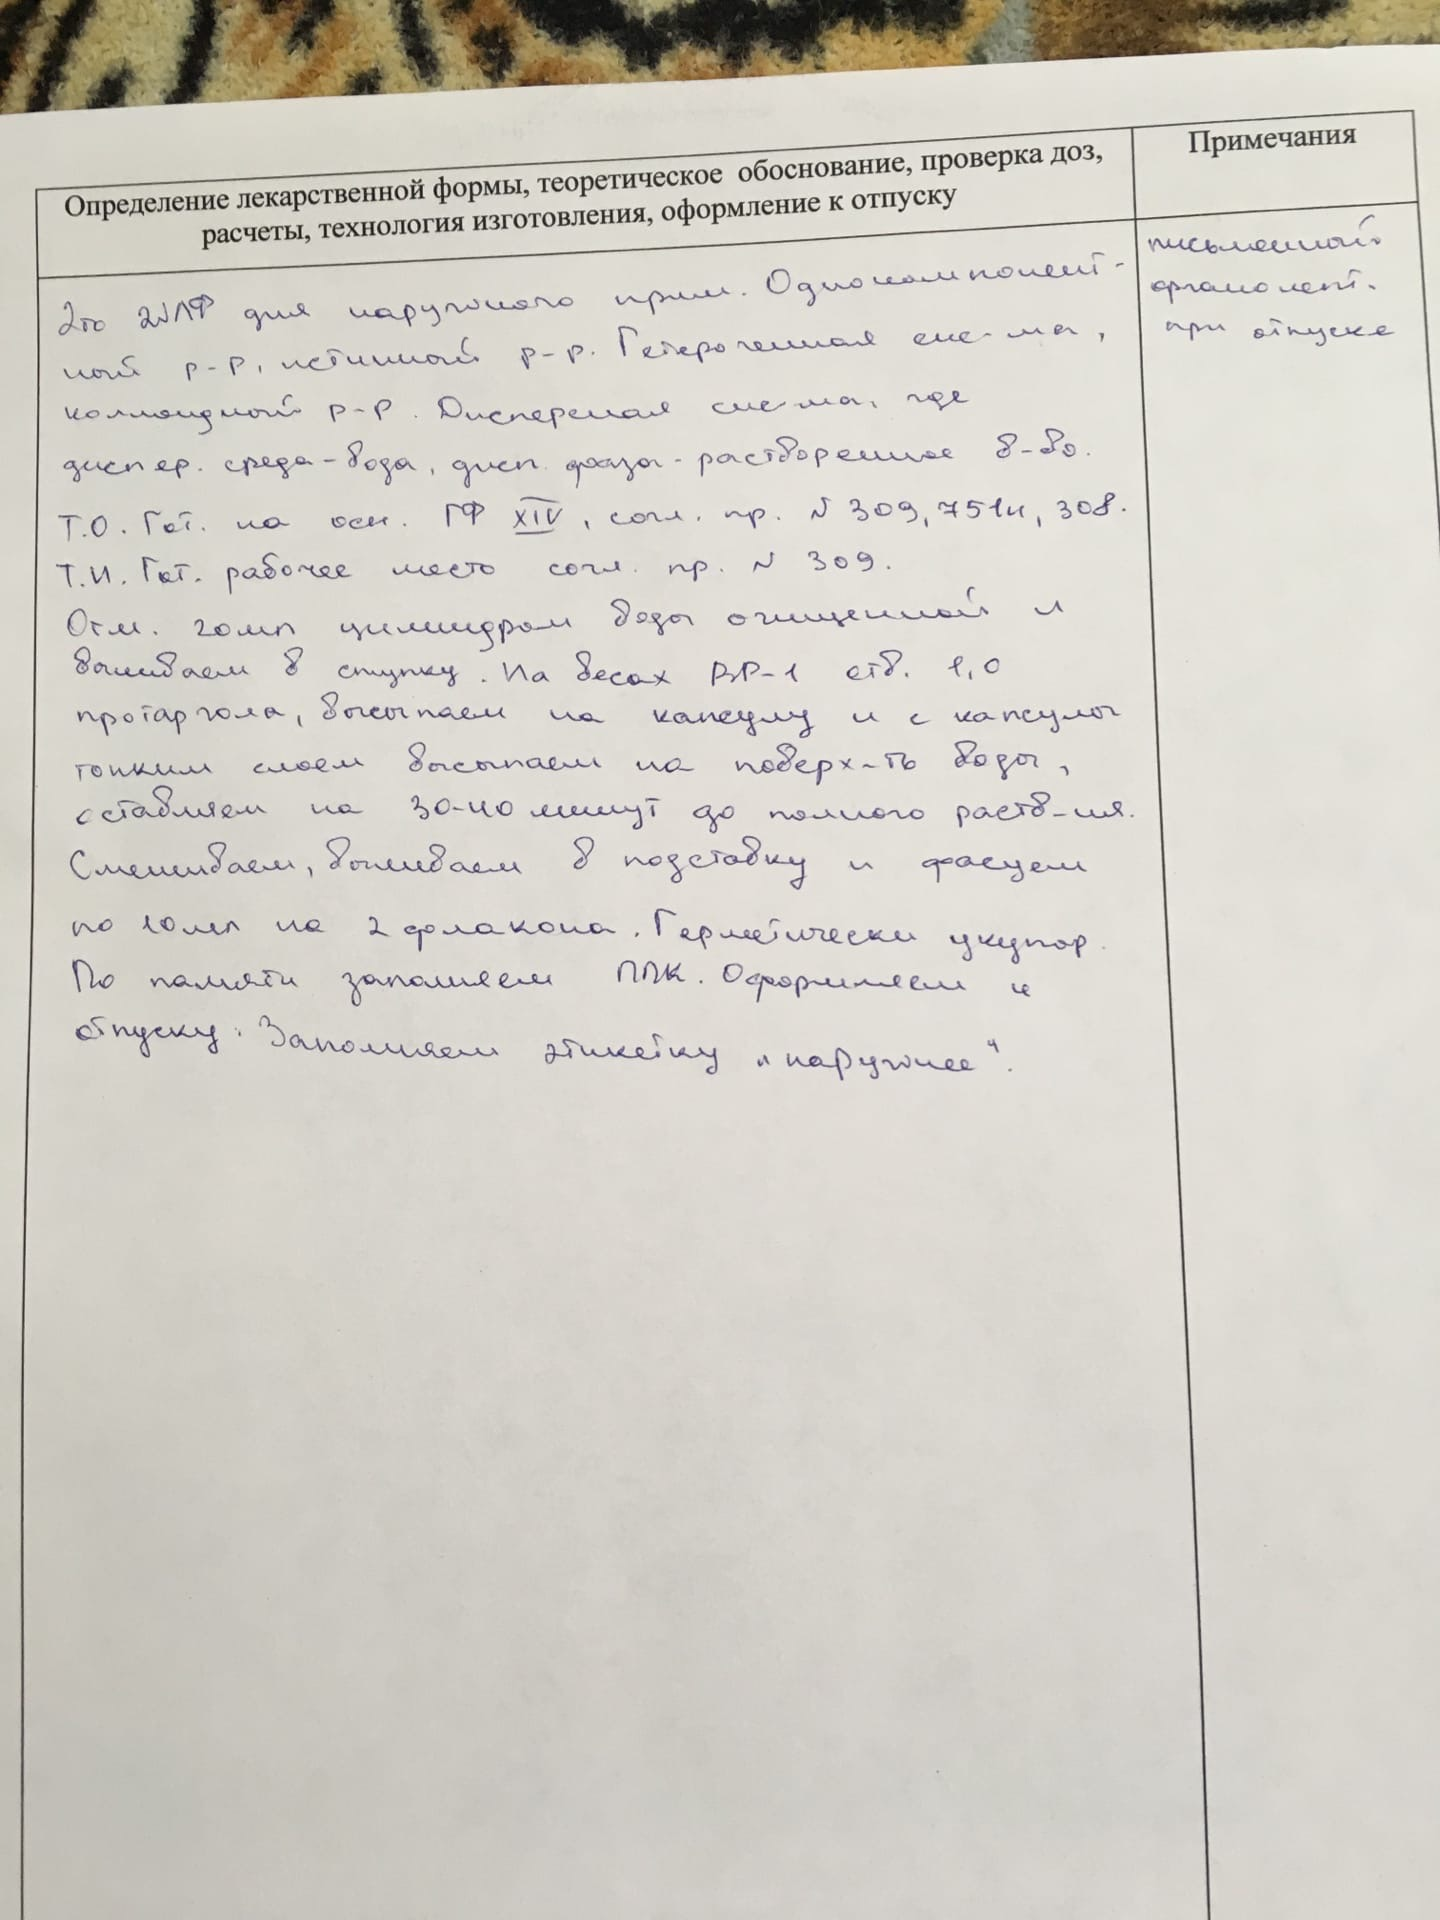 Определение лекарственной формы, теоретическое обоснование, проверка доз,
расчеты, технология изготовления, оформление к отпуску
Примечания
Это ЖЛФ для наружного прим. Однокомпонент-
ный р-р, истинный р-р. Гетерогенная сис-ма,
коллоидный р-р. Дисперсная сис-ма, где
диспер. среда - вода, дисп. фаза - растворенное в-во.
Т.О. Гот. на осн. ГФ XIV, согл. пр. N 309, 751н, 308.
Т.И. Гот. рабочее место согл. пр. N 309.
Отм. 20мл цилиндром воды очищенной и
выливаем в ступку. На весах ВР-1 отв. 1,0
протаргола, высыпаем на капсулу и с капсулы
тонким слоем высыпаем на поверх-ть воды,
оставляем на 30-40 минут до полного раств-ия.
Смешиваем, выливаем в подставку и фасуем
по 10мл на 2 флакона. Герметически укупор.
По памяти заполняем ППК. Оформляем к
отпуску. Заполняем этикетку "наружнее".
письменный
органолепт.
при отпуске